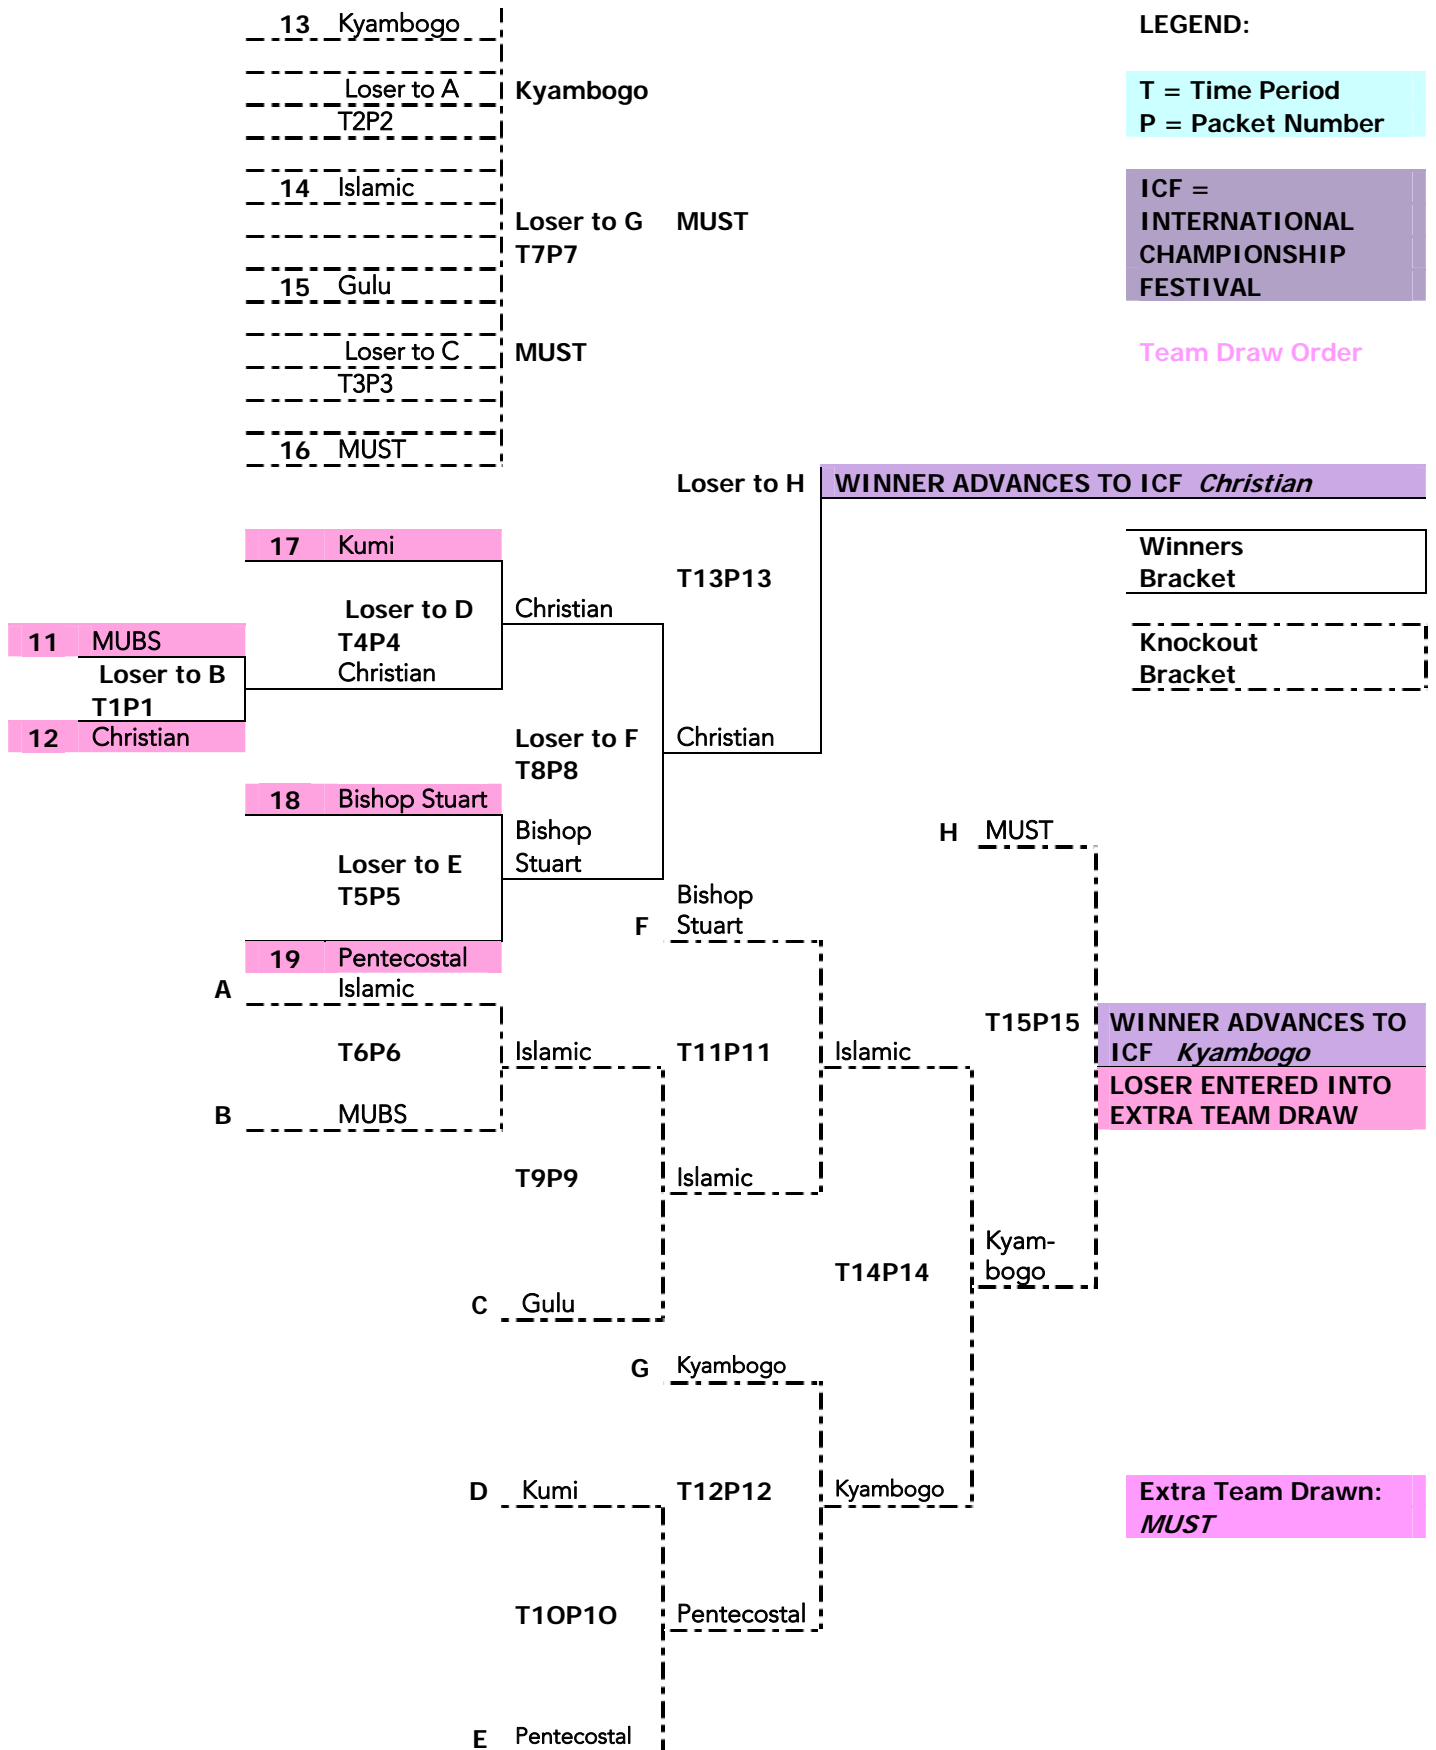 13 Kyambogo
LEGEND:
Loser to A
Kyambogo
T = Time Period
T2P2
P = Packet Number
14 Islamic
ICF =
Loser to G MUST
INTERNATIONAL
T7P7
CHAMPIONSHIP
15 Gulu
FESTIVAL
Loser to C
MUST
Team Draw Order
T3P3
16 MUST
Loser to H
WINNER ADVANCES TO ICF Christian
17 Kumi
Winners
T13P13
Bracket
Loser to D
Christian
11 MUBS
T4P4
Knockout
Loser to B
Christian
Bracket
T1P1
12 Christian
Loser to F
Christian
T8P8
18 Bishop Stuart
Bishop
Stuart
H MUST
Loser to E
T5P5
Bishop
F Stuart
19 Pentecostal
A Islamic
T15P15
WINNER ADVANCES TO
ICF Kyambogo
T6P6
Islamic
T11P11
Islamic
LOSER ENTERED INTO
EXTRA TEAM DRAW
B MUBS
T9P9
Islamic
Kyam-
bogo
T14P14
C Gulu
G Kyambogo
D Kumi
T12P12
Kyambogo
Extra Team Drawn:
MUST
T10P10
Pentecostal
E Pentecostal